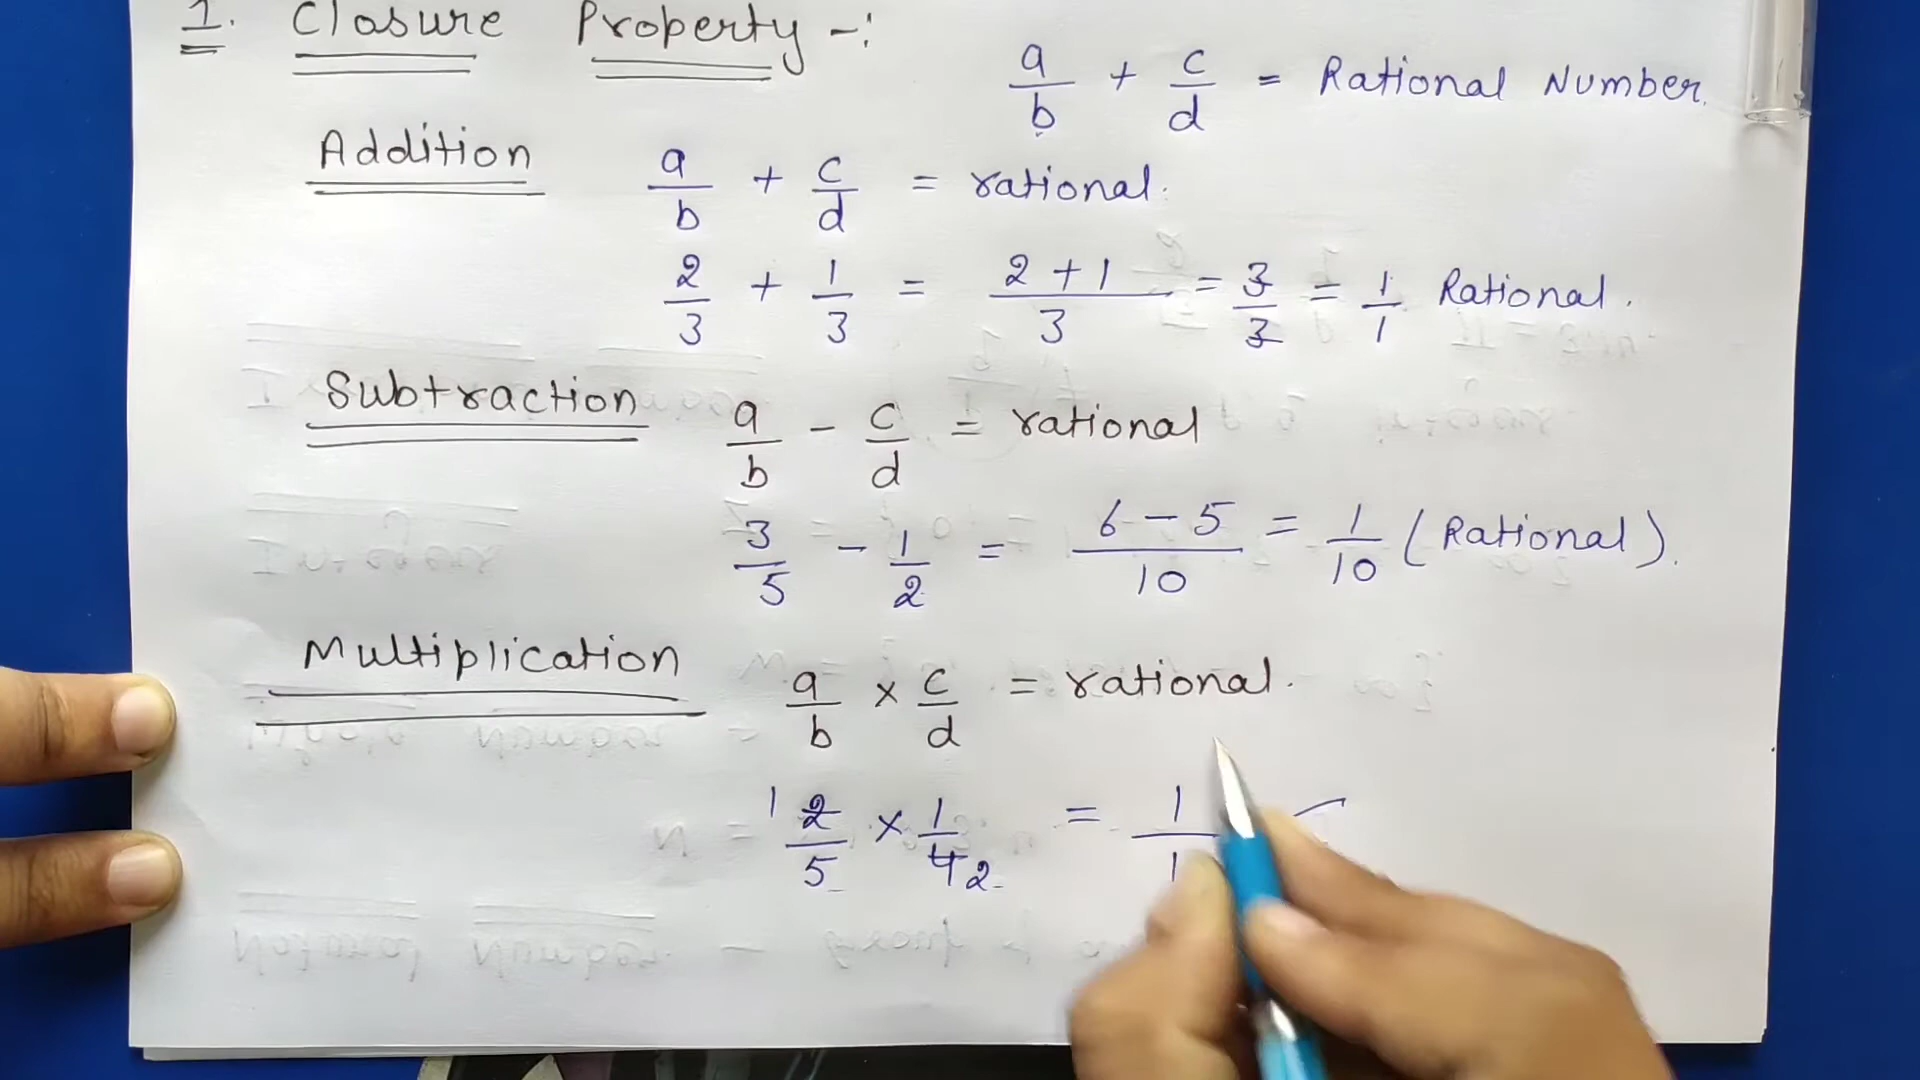 1. Closure Property -:
a/b + c/d = Rational Number.
Addition a/b + c/d = rational.
2/3 + 1/3 = 2+1/3 = 3/3 = 1/1 Rational.
Subtraction a/b - c/d = rational
3/5 - 1/2 = 6-5/10 = 1/10 (Rational).
Multiplication a/b × c/d = rational.
1 2/5 × 1/4 2 = 1/1